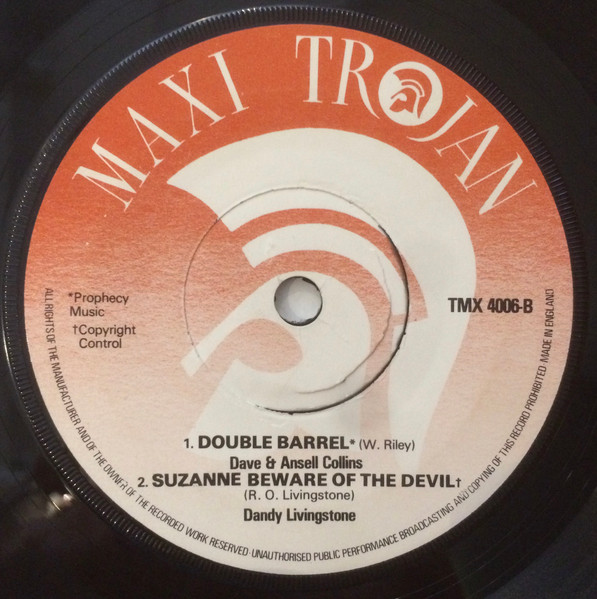 MAXI TROJAN
*Prophecy
Music
†Copyright
Control
TMX 4006-B
1. DOUBLE BARREL* (W. Riley)
Dave & Ansell Collins
2. SUZANNE BEWARE OF THE DEVIL†
(R. O. Livingstone)
Dandy Livingstone
ALL RIGHTS OF THE MANUFACTURER AND OF THE OWNER OF THE RECORDED WORK RESERVED · UNAUTHORISED PUBLIC PERFORMANCE BROADCASTING AND COPYING OF THIS RECORD PROHIBITED MADE IN ENGLAND